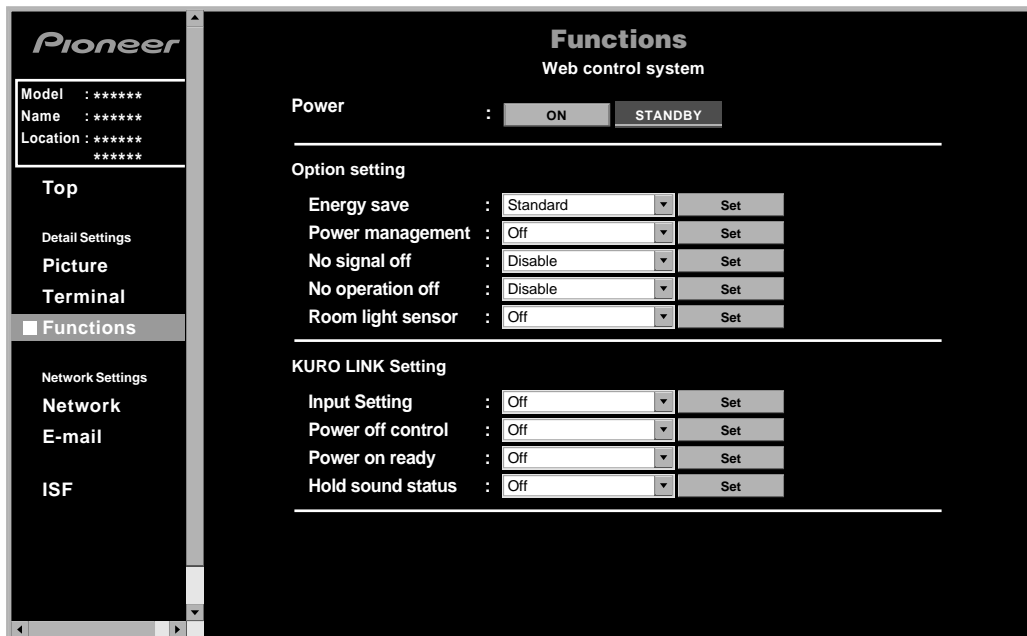 Pioneer
Model : ******
Name : ******
Location : ******
******
Top
Detail Settings
Picture
Terminal
Functions
Network Settings
Network
E-mail
ISF
Functions
Web control system
Power : ON STANDBY
Option setting
Energy save : Standard Set
Power management : Off Set
No signal off : Disable Set
No operation off : Disable Set
Room light sensor : Off Set
KURO LINK Setting
Input Setting : Off Set
Power off control : Off Set
Power on ready : Off Set
Hold sound status : Off Set